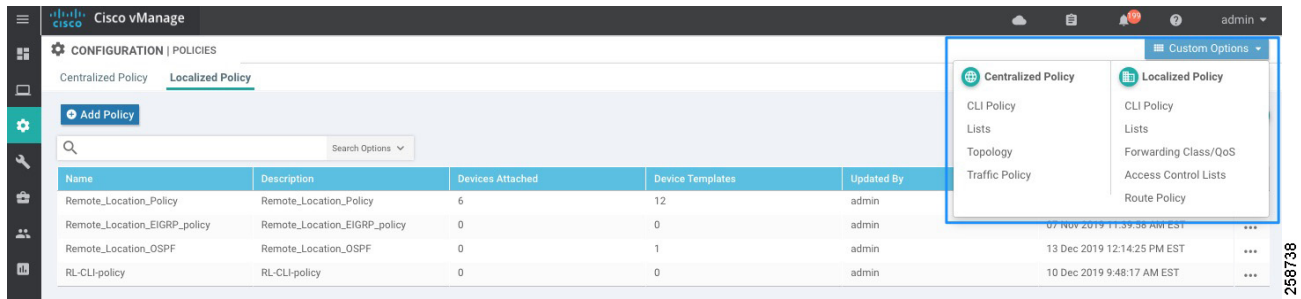 cisco Cisco vManage 199 admin
CONFIGURATION | POLICIES Custom Options
Centralized Policy Localized Policy
Centralized Policy
CLI Policy
Lists
Topology
Traffic Policy
Localized Policy
CLI Policy
Lists
Forwarding Class/QoS
Access Control Lists
Route Policy
Add Policy
Search Options
Name Description Devices Attached Device Templates Updated By
Remote_Location_Policy Remote_Location_Policy 6 12 admin
Remote_Location_EIGRP_policy Remote_Location_EIGRP_policy 0 0 admin 07 Nov 2019 11:39:58 AM EST
Remote_Location_OSPF Remote_Location_OSPF 0 1 admin 13 Dec 2019 12:14:25 PM EST
RL-CLI-policy RL-CLI-policy 0 0 admin 10 Dec 2019 9:48:17 AM EST
258738